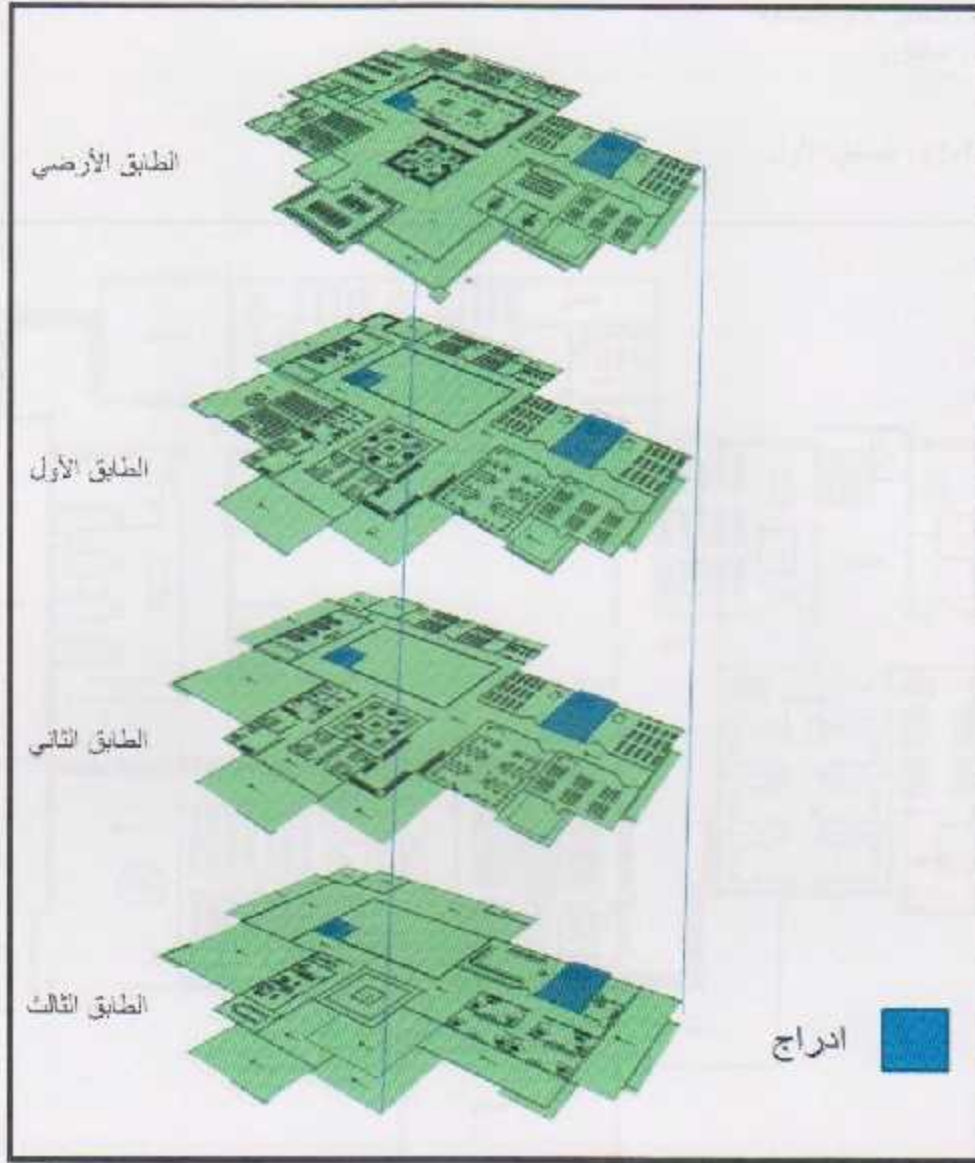 الطابق الأرضي
الطابق الأول
الطابق الثاني
الطابق الثالث
ادراج